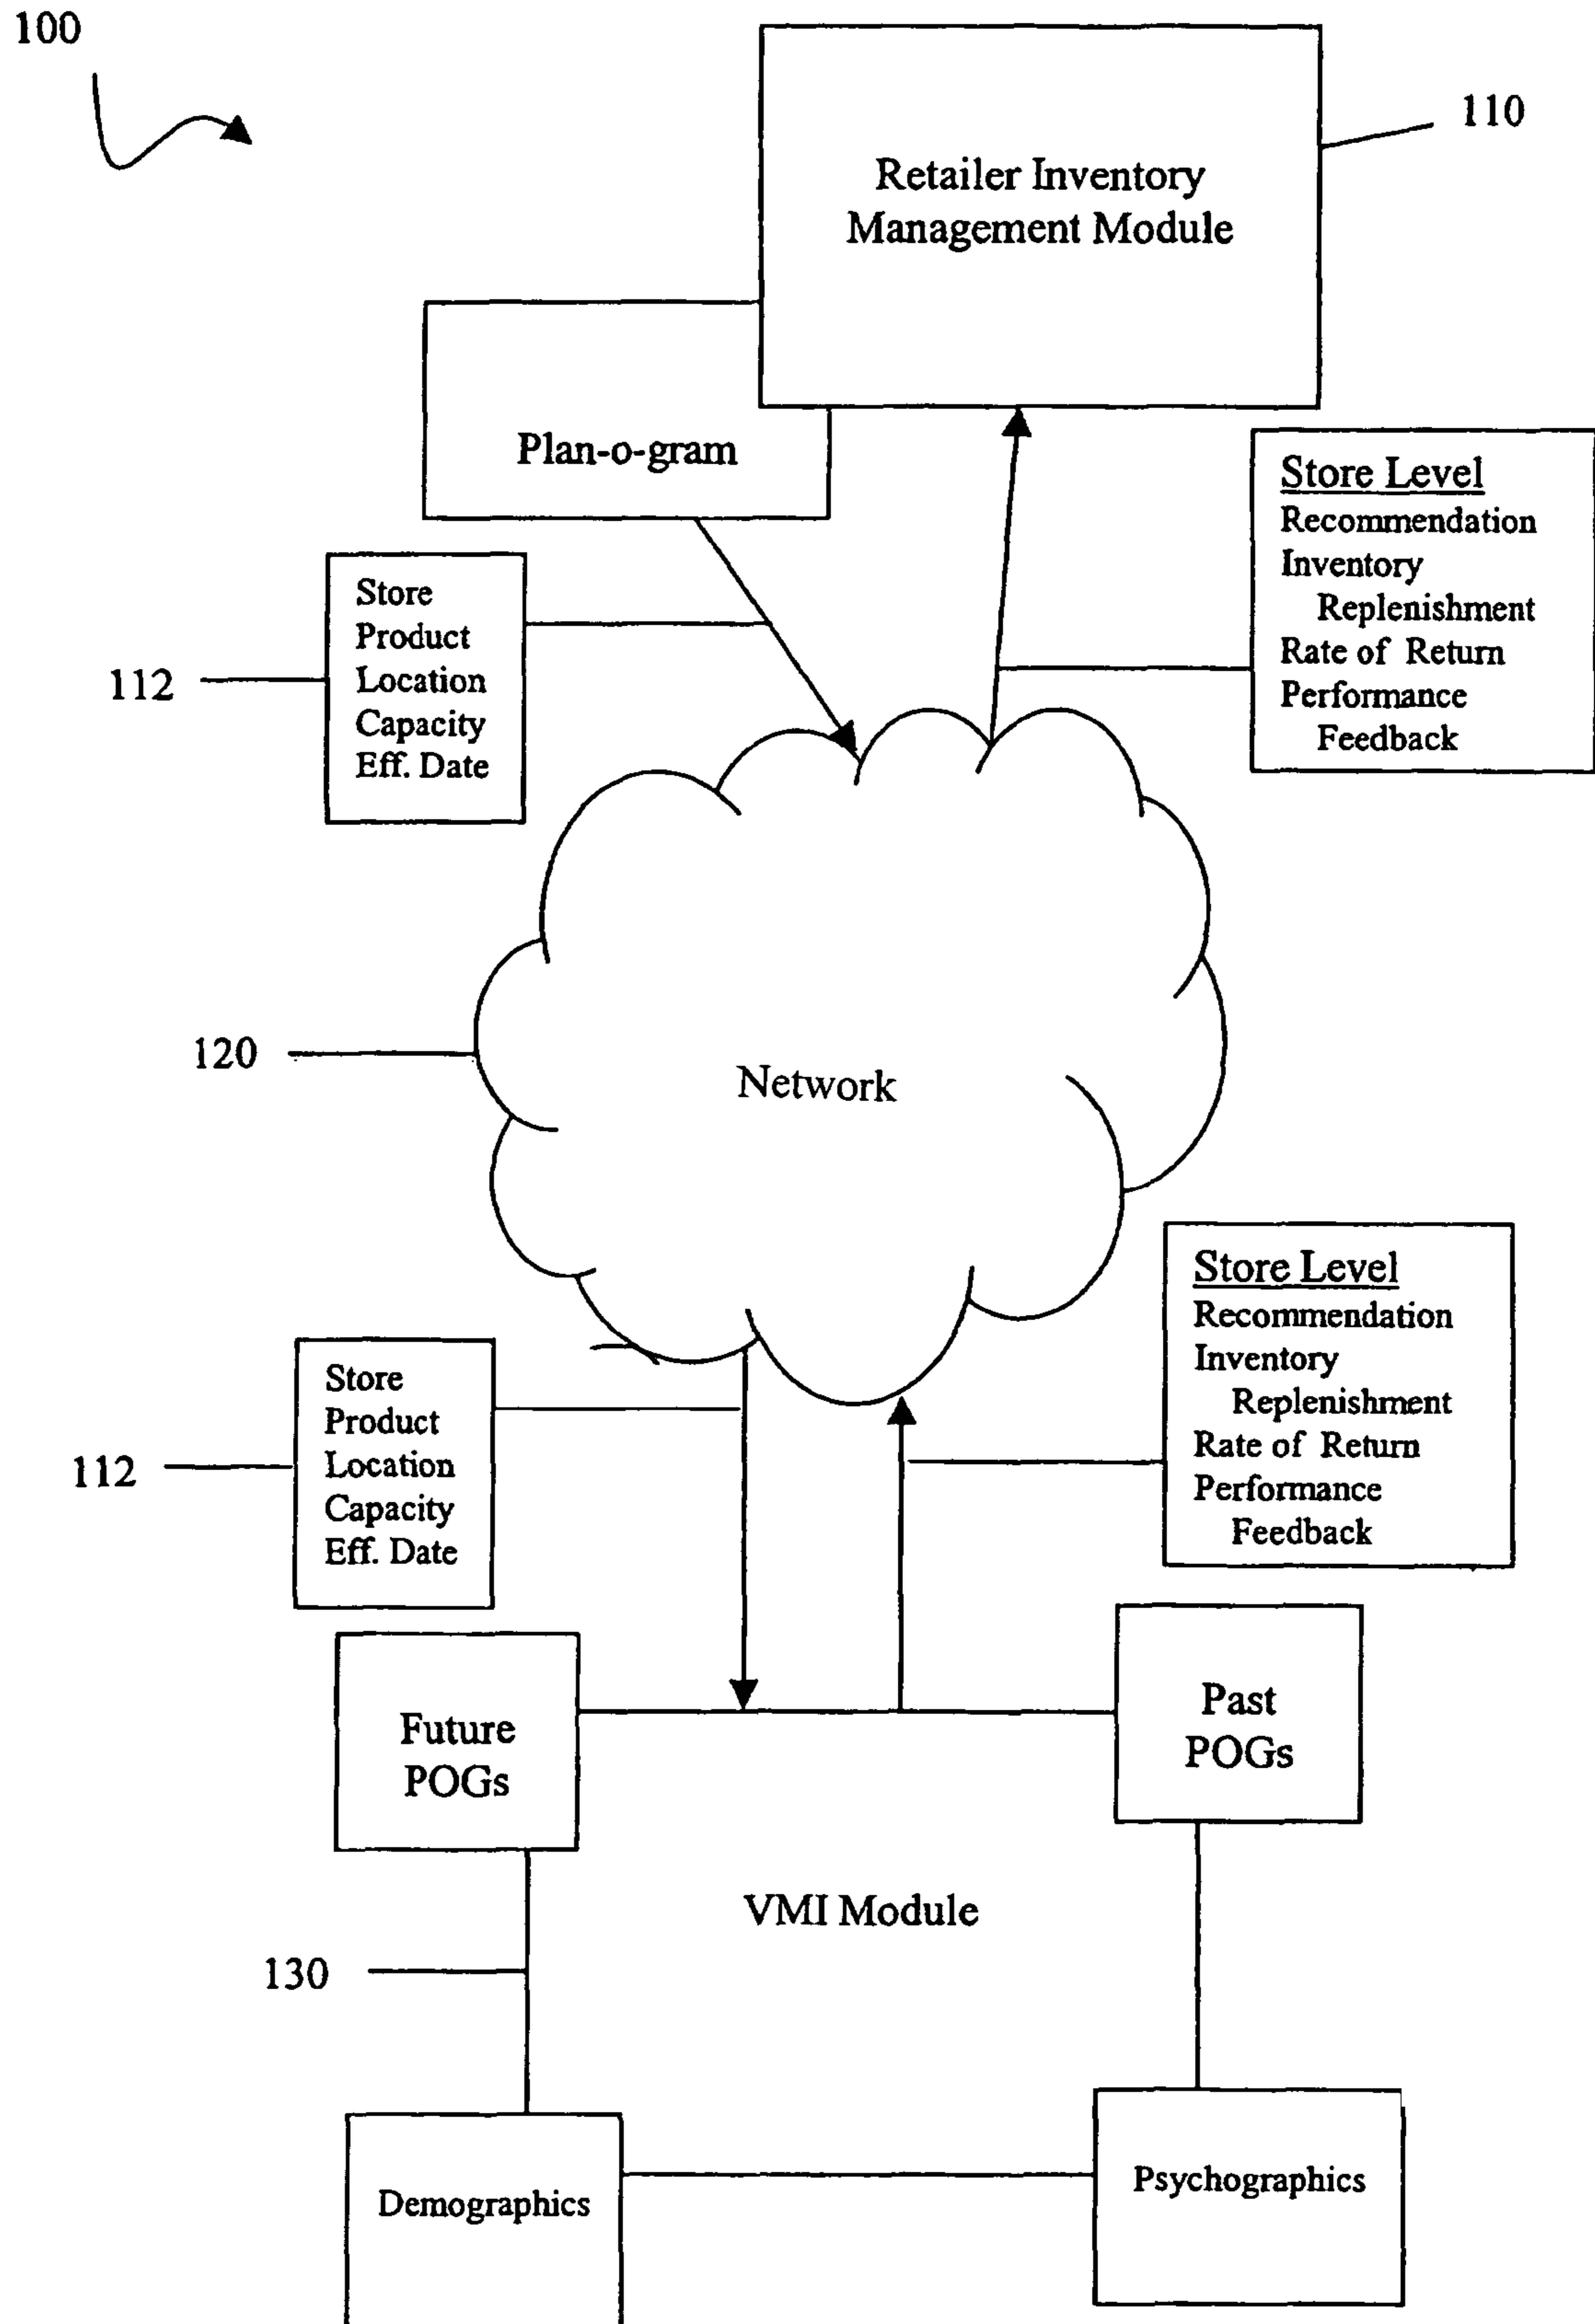 100
110
Retailer Inventory
Management Module
Plan-o-gram
Store Level
Recommendation
Inventory
Replenishment
Rate of Return
Performance
Feedback
Store
Product
Location
Capacity
Eff. Date
112
120
Network
Store Level
Recommendation
Inventory
Replenishment
Rate of Return
Performance
Feedback
Store
Product
Location
Capacity
Eff. Date
112
Future
POGs
Past
POGs
VMI Module
130
Demographics
Psychographics